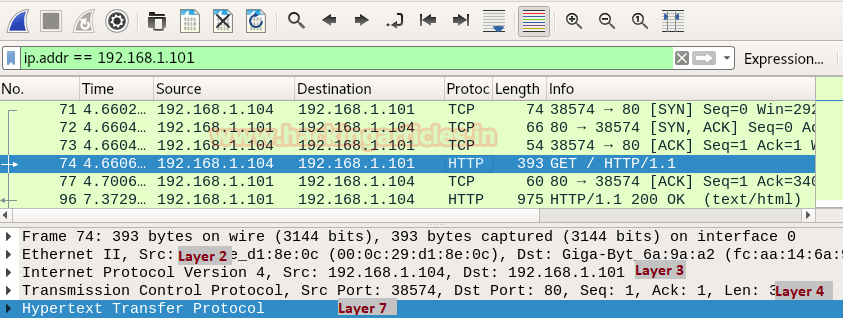 ip.addr == 192.168.1.101 Expression...
No. Time Source Destination Protoc Length Info
71 4.6602... 192.168.1.104 192.168.1.101 TCP 74 38574 → 80 [SYN] Seq=0 Win=292
72 4.6604... 192.168.1.101 192.168.1.104 TCP 66 80 → 38574 [SYN, ACK] Seq=0 Ac
73 4.6604... 192.168.1.104 192.168.1.101 TCP 54 38574 → 80 [ACK] Seq=1 Ack=1 W
www.hackingarticles.in
74 4.6606... 192.168.1.104 192.168.1.101 HTTP 393 GET / HTTP/1.1
77 4.7006... 192.168.1.101 192.168.1.104 TCP 60 80 → 38574 [ACK] Seq=1 Ack=340
96 7.3729... 192.168.1.101 192.168.1.104 HTTP 975 HTTP/1.1 200 OK (text/html)
Frame 74: 393 bytes on wire (3144 bits), 393 bytes captured (3144 bits) on interface 0
Ethernet II, Src: Layer 2 e_d1:8e:0c (00:0c:29:d1:8e:0c), Dst: Giga-Byt_6a:9a:a2 (fc:aa:14:6a:9
Internet Protocol Version 4, Src: 192.168.1.104, Dst: 192.168.1.101 Layer 3
Transmission Control Protocol, Src Port: 38574, Dst Port: 80, Seq: 1, Ack: 1, Len: 3 Layer 4
Hypertext Transfer Protocol Layer 7